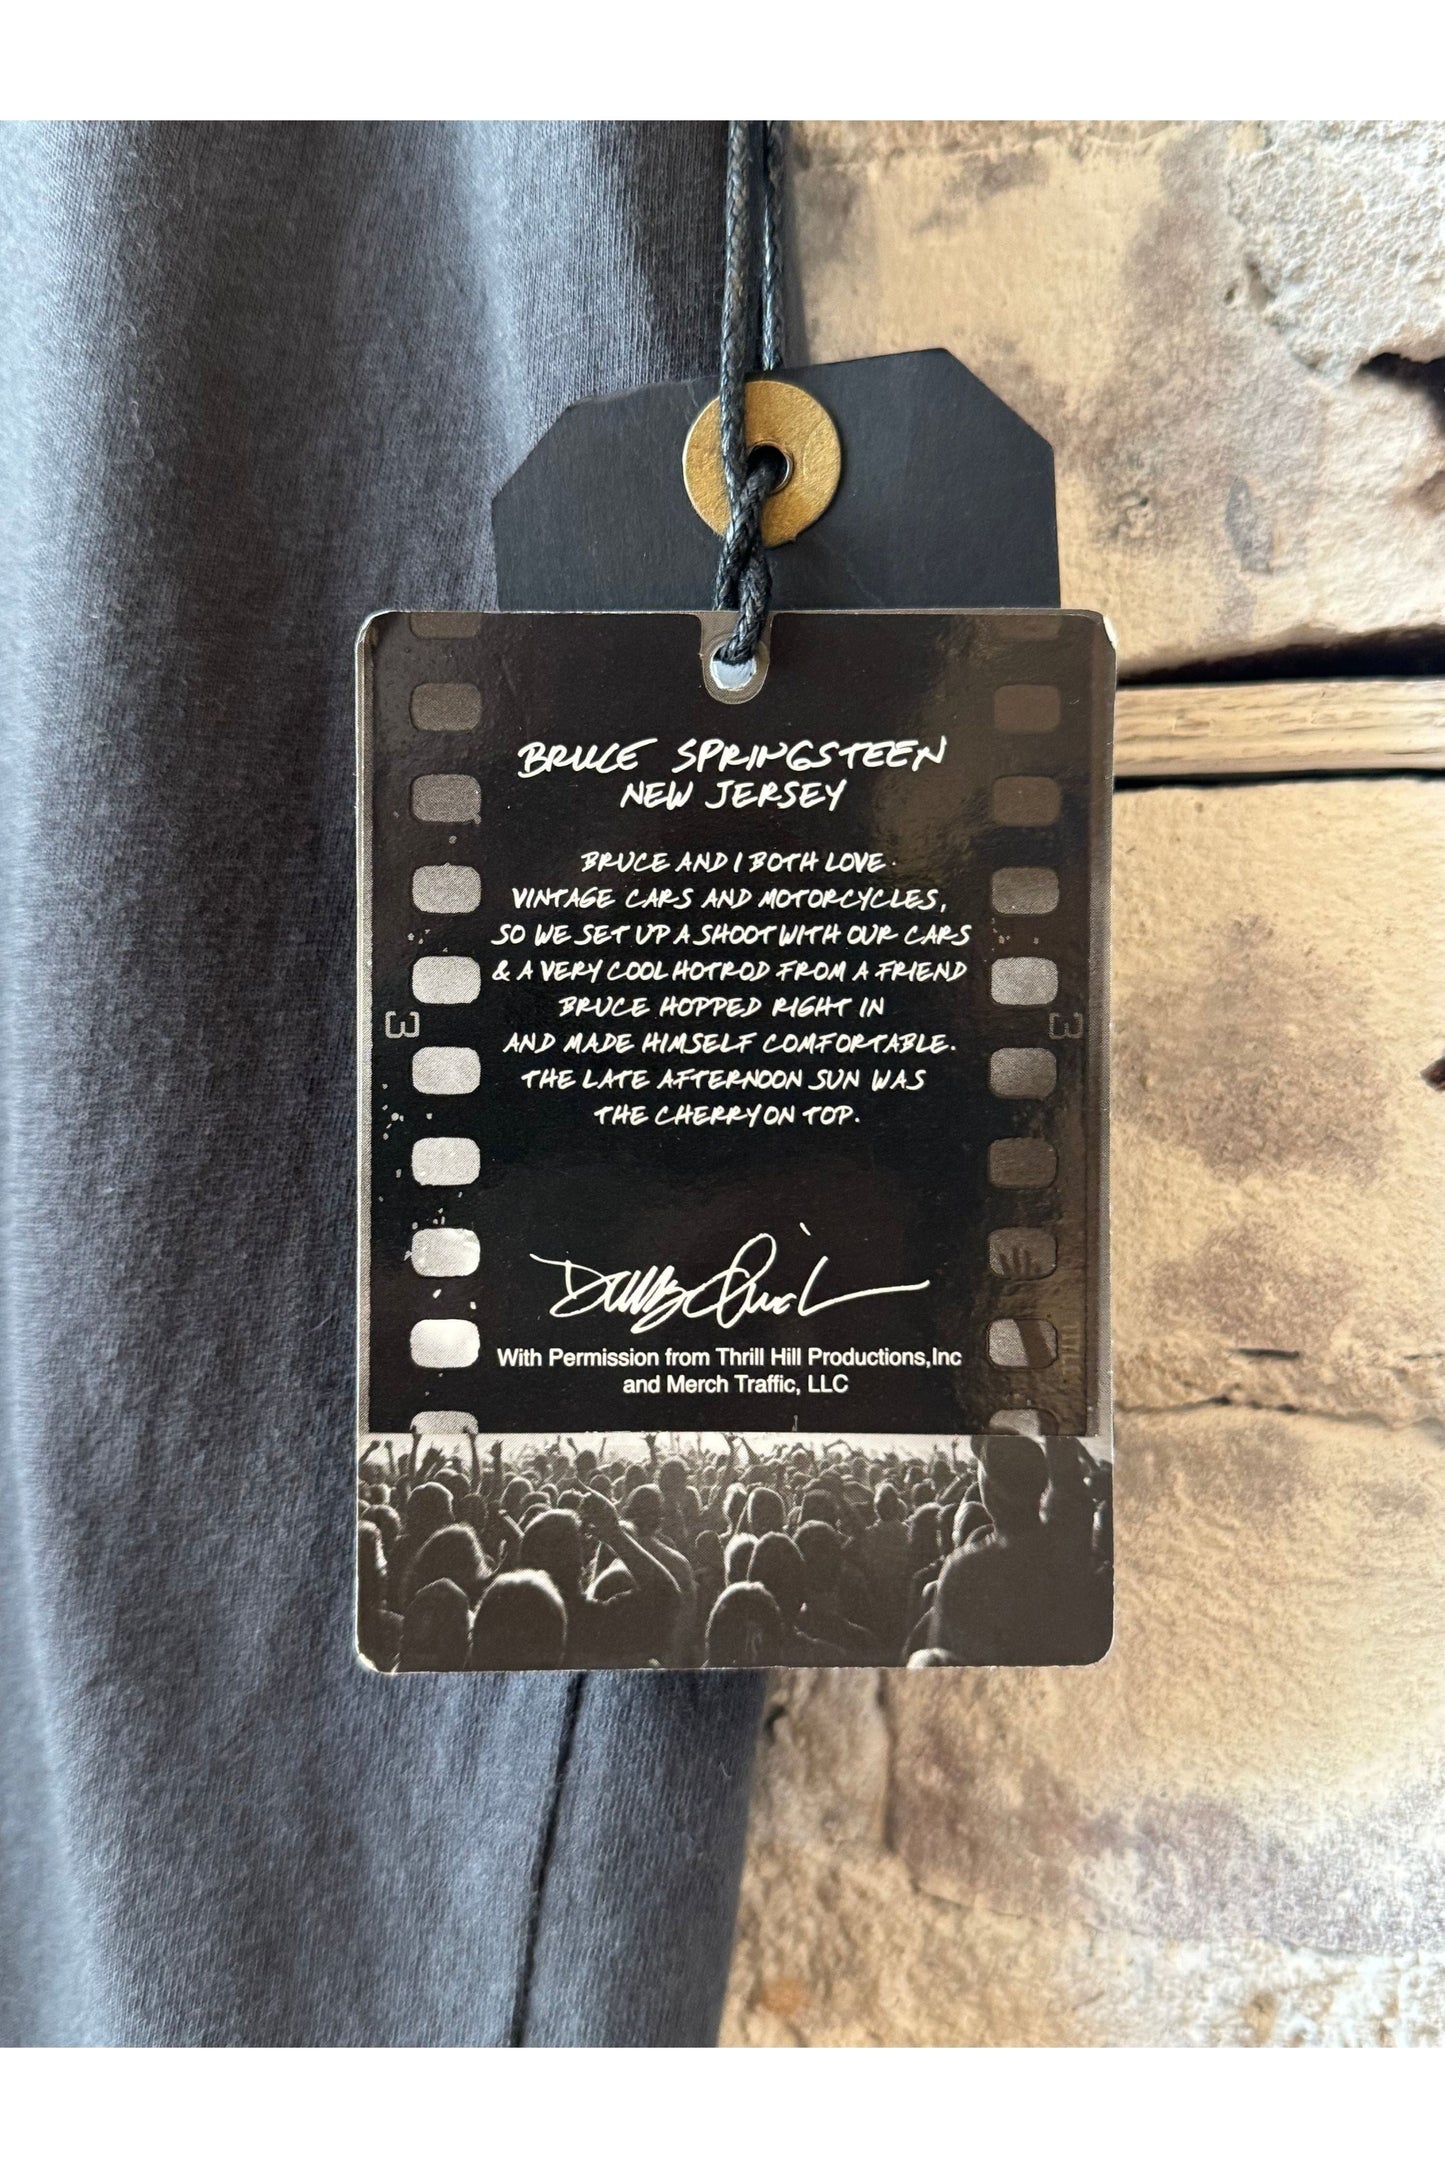 BRUCE SPRINGSTEEN
NEW JERSEY
BRUCE AND I BOTH LOVE
VINTAGE CARS AND MOTORCYCLES,
SO WE SET UP A SHOOT WITH OUR CARS
& A VERY COOL HOTROD FROM A FRIEND
BRUCE HOPPED RIGHT IN
AND MADE HIMSELF COMFORTABLE.
THE LATE AFTERNOON SUN WAS
THE CHERRY ON TOP.
With Permission from Thrill Hill Productions,Inc
and Merch Traffic, LLC
3
3